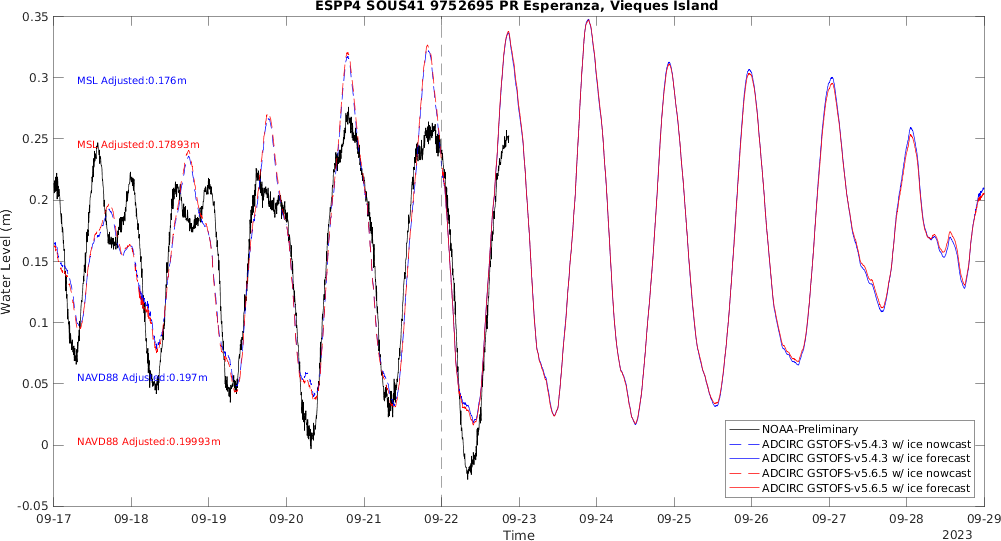 ESPP4 SOUS41 9752695 PR Esperanza, Vieques Island
0.35
0.3
0.25
0.2
0.15
0.1
0.05
0
-0.05
Water Level (m)
MSL Adjusted:0.176m
MSL Adjusted:0.17893m
NAVD88 Adjusted:0.197m
NAVD88 Adjusted:0.19993m
NOAA-Preliminary
ADCIRC GSTOFS-v5.4.3 w/ ice nowcast
ADCIRC GSTOFS-v5.4.3 w/ ice forecast
ADCIRC GSTOFS-v5.6.5 w/ ice nowcast
ADCIRC GSTOFS-v5.6.5 w/ ice forecast
09-17 09-18 09-19 09-20 09-21 09-22 09-23 09-24 09-25 09-26 09-27 09-28 09-29
Time
2023